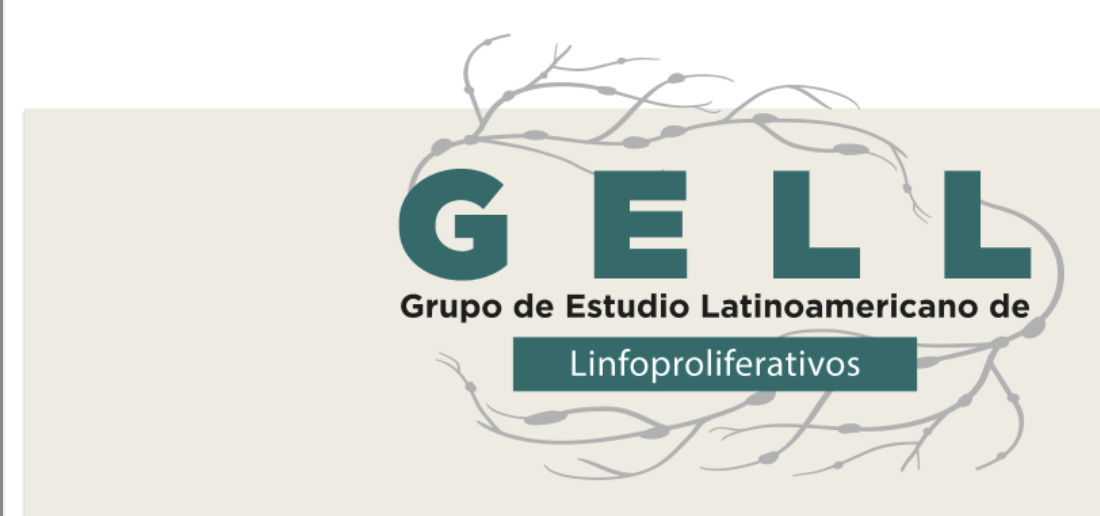 GELL
Grupo de Estudio Latinoamericano de
Linfoproliferativos